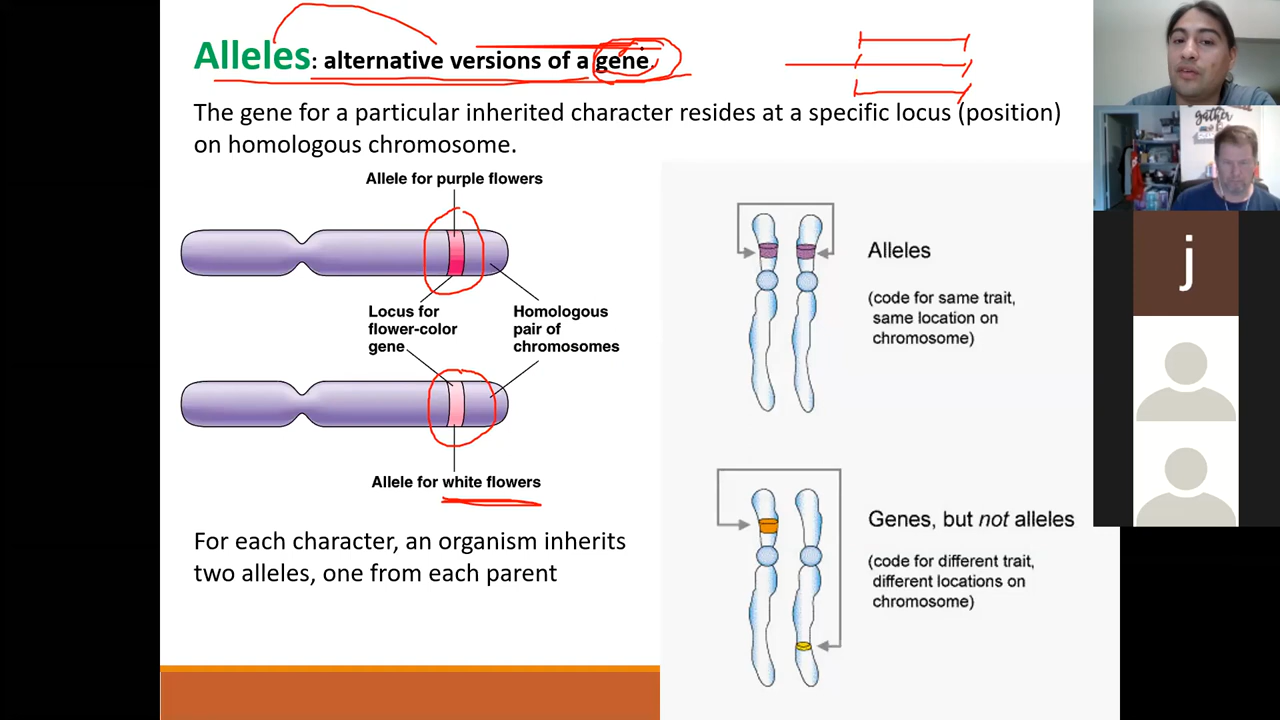 Alleles: alternative versions of a gene.
The gene for a particular inherited character resides at a specific locus (position)
on homologous chromosome.
Allele for purple flowers
Locus for
flower-color
gene
Homologous
pair of
chromosomes
Allele for white flowers
For each character, an organism inherits
two alleles, one from each parent
Alleles
(code for same trait,
same location on
chromosome)
Genes, but not alleles
(code for different trait,
different locations on
chromosome)
gather
j